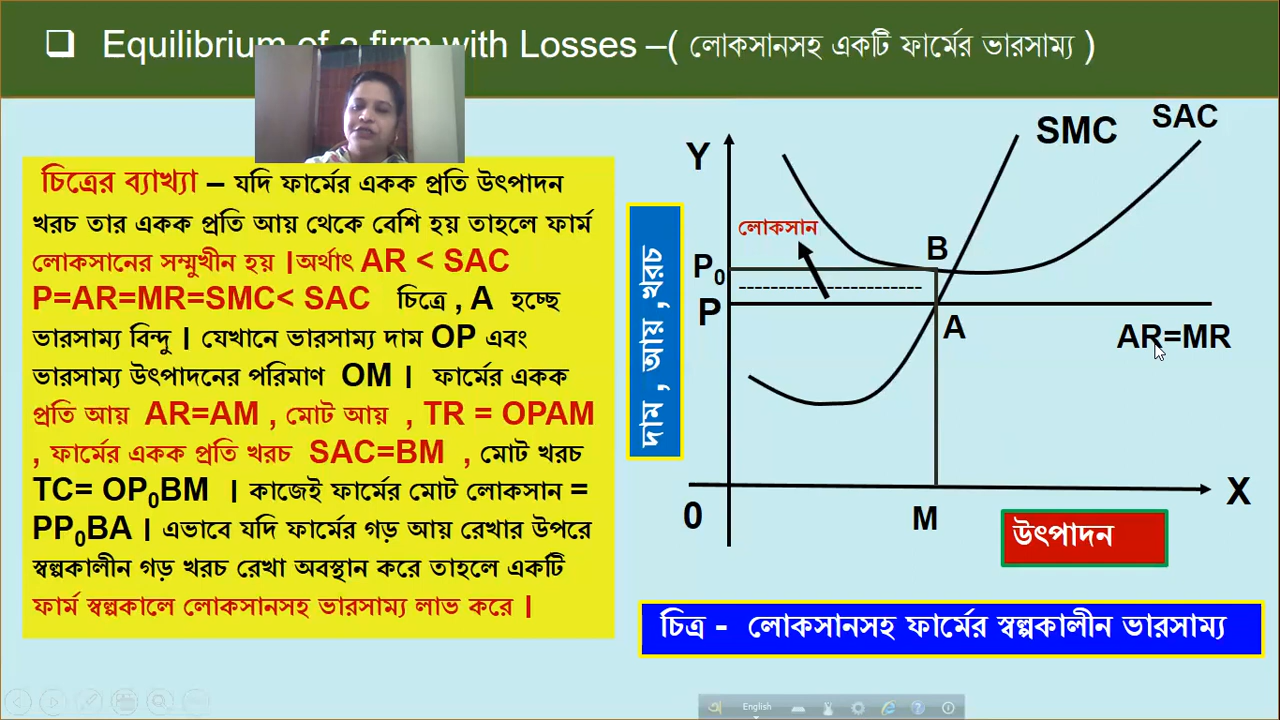 Equilibrium of a firm with Losses –( লোকসানসহ একটি ফার্মের ভারসাম্য )
চিত্রের ব্যাখ্যা – যদি ফার্মের একক প্রতি উৎপাদন
খরচ তার একক প্রতি আয় থেকে বেশি হয় তাহলে ফার্ম
লোকসানের সম্মুখীন হয় ।অর্থাৎ AR < SAC
P=AR=MR=SMC< SAC চিত্রে , A হচ্ছে
ভারসাম্য বিন্দু । যেখানে ভারসাম্য দাম OP এবং
ভারসাম্য উৎপাদনের পরিমাণ OM । ফার্মের একক
প্রতি আয় AR=AM , মোট আয় , TR = OPAM
, ফার্মের একক প্রতি খরচ SAC=BM , মোট খরচ
TC= OP₀BM । কাজেই ফার্মের মোট লোকসান =
PP₀BA । এভাবে যদি ফার্মের গড় আয় রেখার উপরে
স্বল্পকালীন গড় খরচ রেখা অবস্থান করে তাহলে একটি
ফার্ম স্বল্পকালে লোকসানসহ ভারসাম্য লাভ করে ।
দাম , আয় ,খরচ
SAC
SMC
Y
লোকসান
B
P₀
P
A
AR=MR
X
0
M
উৎপাদন
চিত্র - লোকসানসহ ফার্মের স্বল্পকালীন ভারসাম্য
English